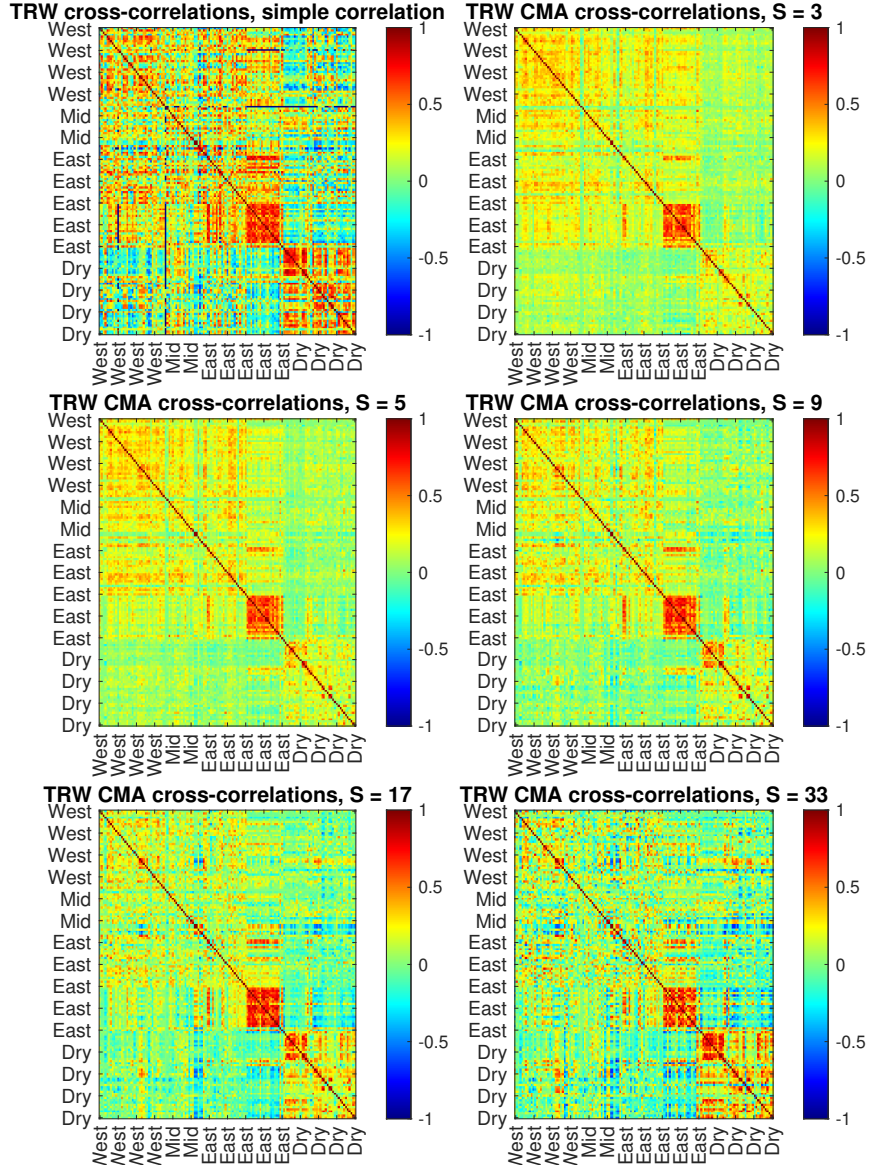 TRW cross-correlations, simple correlation
West
West
West
West
Mid
Mid
East
East
East
East
East
Dry
Dry
Dry
Dry
West
West
West
West
Mid
Mid
East
East
East
East
Dry
Dry
Dry
Dry
1
0.5
0
-0.5
-1
TRW CMA cross-correlations, S = 3
West
West
West
West
Mid
Mid
East
East
East
East
East
Dry
Dry
Dry
Dry
West
West
West
West
Mid
Mid
East
East
East
East
East
Dry
Dry
Dry
Dry
1
0.5
0
-0.5
-1
TRW CMA cross-correlations, S = 5
West
West
West
West
Mid
Mid
East
East
East
East
Dry
Dry
Dry
Dry
West
West
West
West
Mid
Mid
East
East
East
East
East
Dry
Dry
Dry
Dry
1
0.5
0
-0.5
-1
TRW CMA cross-correlations, S = 9
West
West
West
West
Mid
Mid
East
East
East
East
Dry
Dry
Dry
Dry
West
West
West
West
Mid
Mid
East
East
East
East
East
Dry
Dry
Dry
Dry
1
0.5
0
-0.5
-1
TRW CMA cross-correlations, S = 17
West
West
West
West
Mid
Mid
East
East
East
East
Dry
Dry
Dry
Dry
West
West
West
West
Mid
Mid
East
East
East
East
East
Dry
Dry
Dry
Dry
1
0.5
0
-0.5
-1
TRW CMA cross-correlations, S = 33
West
West
West
West
Mid
Mid
East
East
East
East
Dry
Dry
Dry
Dry
West
West
West
West
Mid
Mid
East
East
East
East
East
Dry
Dry
Dry
Dry
1
0.5
0
-0.5
-1